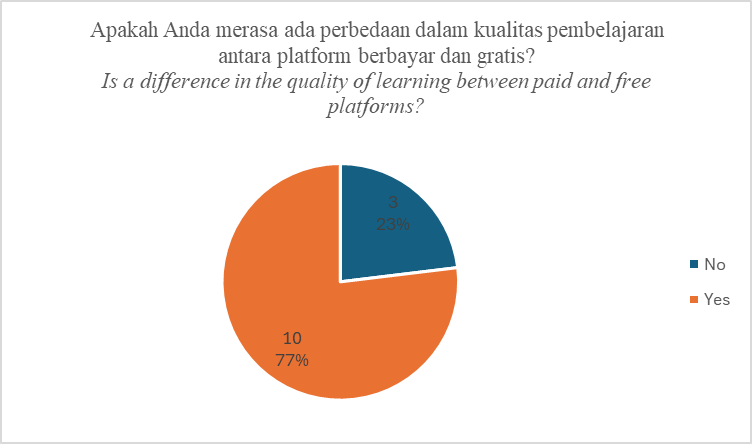 Apakah Anda merasa ada perbedaan dalam kualitas pembelajaran
antara platform berbayar dan gratis?
Is a difference in the quality of learning between paid and free
platforms?
3
23%
10
77%
No
Yes